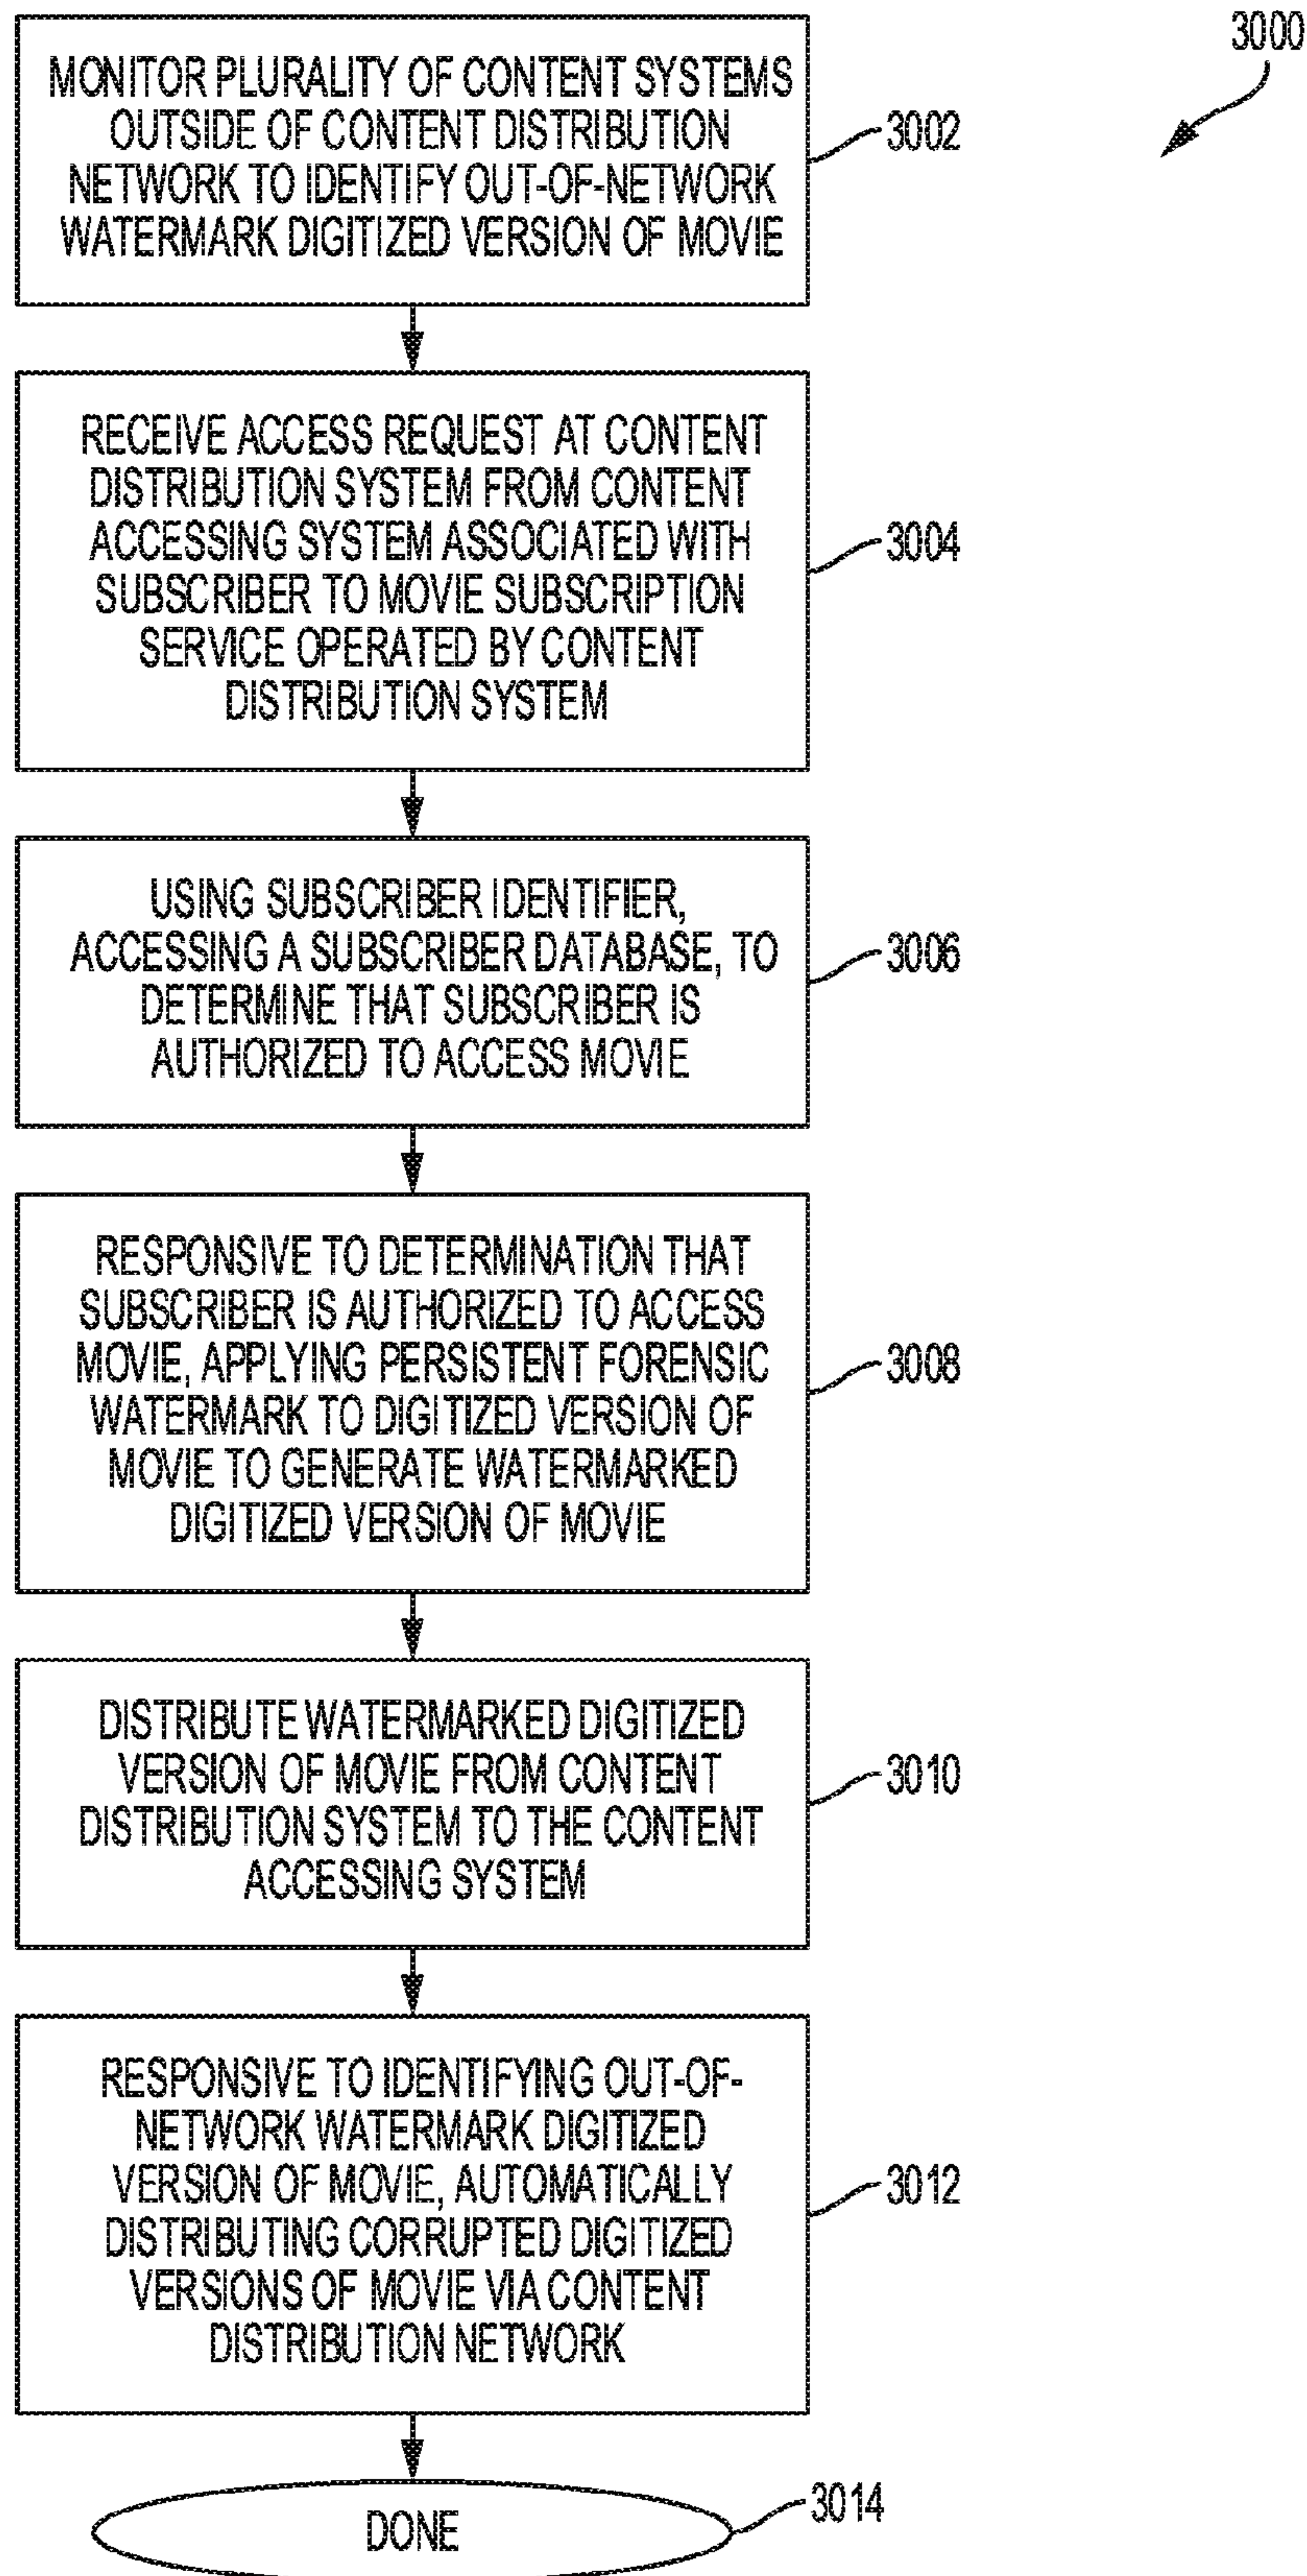 3000
MONITOR PLURALITY OF CONTENT SYSTEMS
OUTSIDE OF CONTENT DISTRIBUTION
NETWORK TO IDENTIFY OUT-OF-NETWORK
WATERMARK DIGITIZED VERSION OF MOVIE
3002
RECEIVE ACCESS REQUEST AT CONTENT
DISTRIBUTION SYSTEM FROM CONTENT
ACCESSING SYSTEM ASSOCIATED WITH
SUBSCRIBER TO MOVIE SUBSCRIPTION
SERVICE OPERATED BY CONTENT
DISTRIBUTION SYSTEM
3004
USING SUBSCRIBER IDENTIFIER,
ACCESSING A SUBSCRIBER DATABASE, TO
DETERMINE THAT SUBSCRIBER IS
AUTHORIZED TO ACCESS MOVIE
3006
RESPONSIVE TO DETERMINATION THAT
SUBSCRIBER IS AUTHORIZED TO ACCESS
MOVIE, APPLYING PERSISTENT FORENSIC
WATERMARK TO DIGITIZED VERSION OF
MOVIE TO GENERATE WATERMARKED
DIGITIZED VERSION OF MOVIE
3008
DISTRIBUTE WATERMARKED DIGITIZED
VERSION OF MOVIE FROM CONTENT
DISTRIBUTION SYSTEM TO THE CONTENT
ACCESSING SYSTEM
3010
RESPONSIVE TO IDENTIFYING OUT-OF-
NETWORK WATERMARK DIGITIZED
VERSION OF MOVIE, AUTOMATICALLY
DISTRIBUTING CORRUPTED DIGITIZED
VERSIONS OF MOVIE VIA CONTENT
DISTRIBUTION NETWORK
3012
DONE
3014